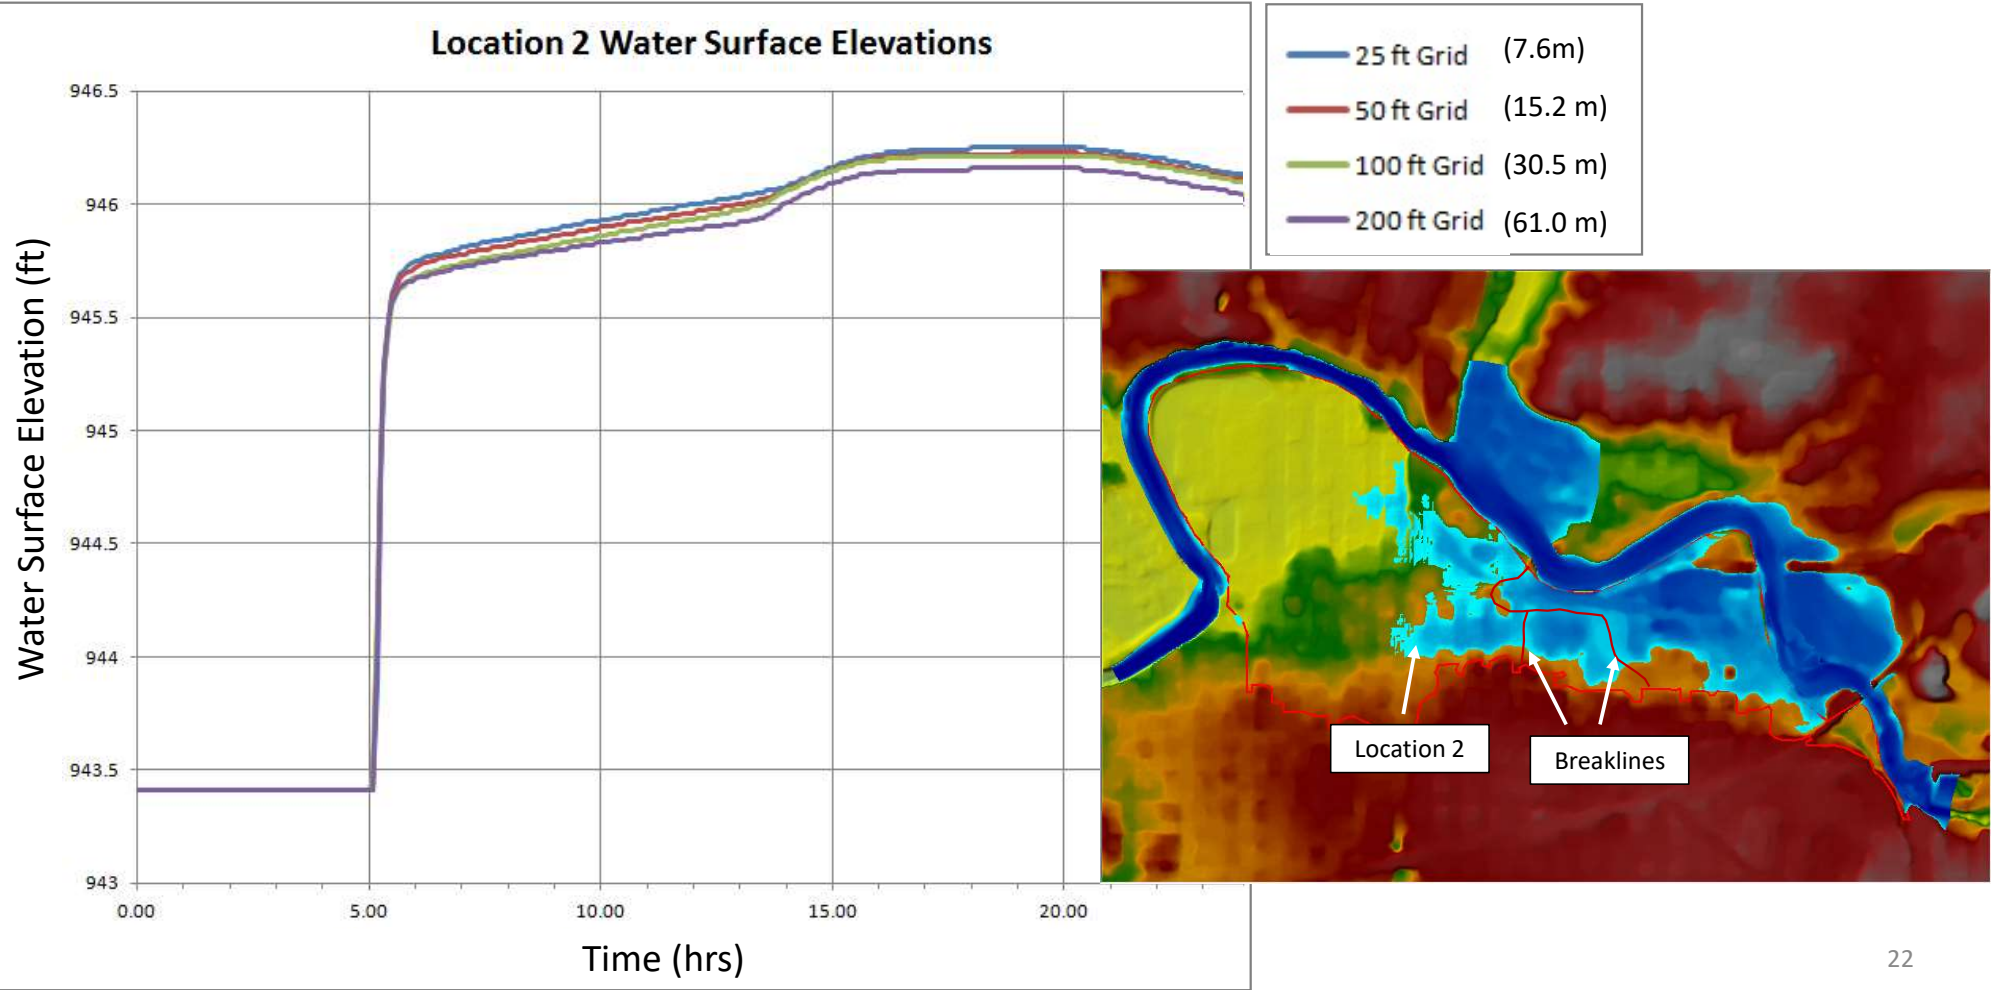 Location 2 Water Surface Elevations
25 ft Grid (7.6m)
50 ft Grid (15.2 m)
100 ft Grid (30.5 m)
200 ft Grid (61.0 m)
Water Surface Elevation (ft)
946.5
946
945.5
945
944.5
944
943.5
943
0.00 5.00 10.00 15.00 20.00
Time (hrs)
Location 2
Breaklines
22